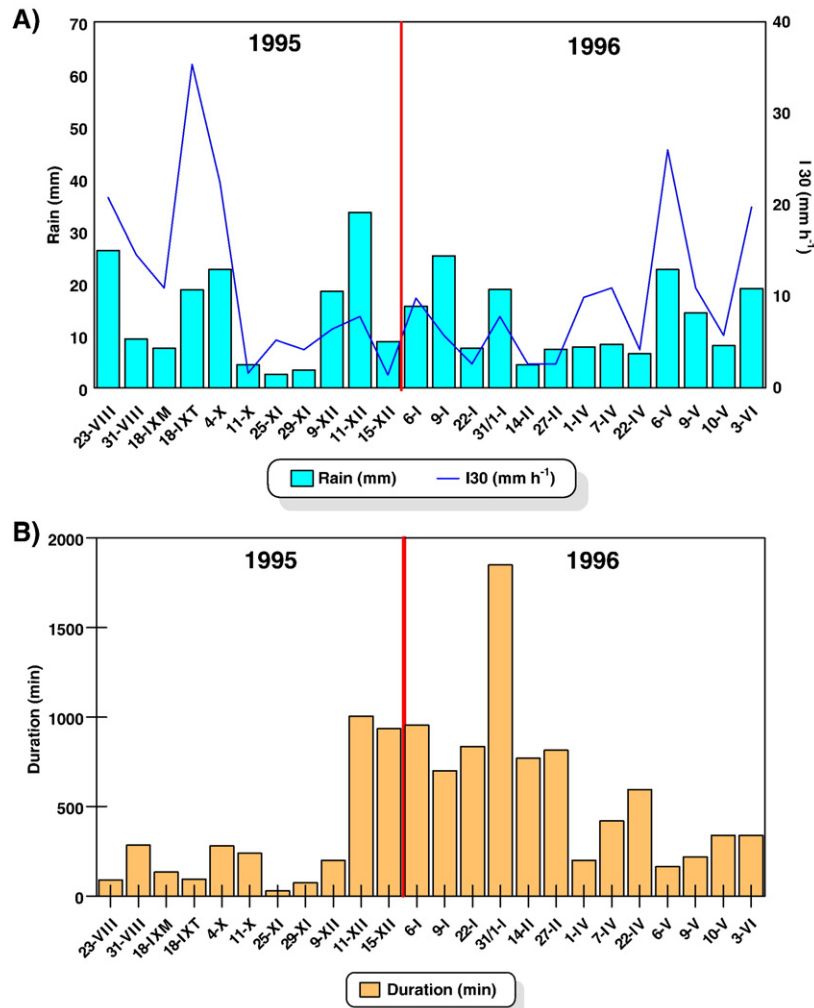 A)
1995
1996
Rain (mm)
70
60
50
40
30
20
10
0
I 30 (mm h⁻¹)
40
30
20
10
0
23-VIII
31-VIII
18-IXM
18-IXT
4-X
11-X
25-XI
29-XI
9-XII
11-XII
15-XII
6-I
9-I
22-I
31/1-I
14-II
27-II
1-IV
7-IV
22-IV
6-V
9-V
10-V
3-VI
Rain (mm) I30 (mm h⁻¹)
B)
1995
1996
Duration (min)
2000
1500
1000
500
0
23-VIII
31-VIII
18-IXM
18-IXT
4-X
11-X
25-XI
29-XI
9-XII
11-XII
15-XII
6-I
9-I
22-I
31/1-I
14-II
27-II
1-IV
7-IV
22-IV
6-V
9-V
10-V
3-VI
Duration (min)